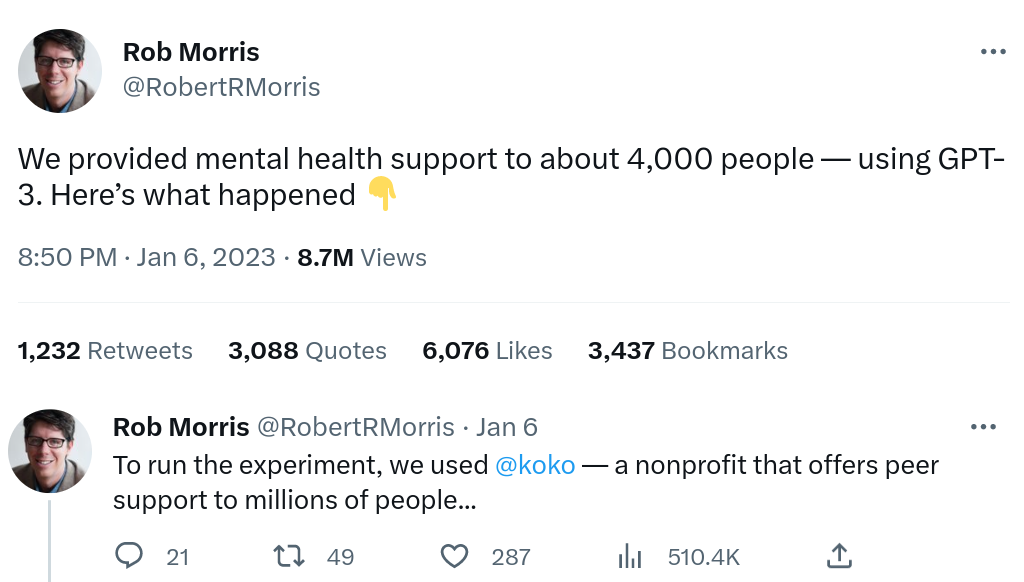 Rob Morris
@RobertRMorris
We provided mental health support to about 4,000 people — using GPT-
3. Here’s what happened 👇
8:50 PM · Jan 6, 2023 · 8.7M Views
1,232 Retweets 3,088 Quotes 6,076 Likes 3,437 Bookmarks
Rob Morris @RobertRMorris · Jan 6
To run the experiment, we used @koko — a nonprofit that offers peer
support to millions of people...
21 49 287 510.4K